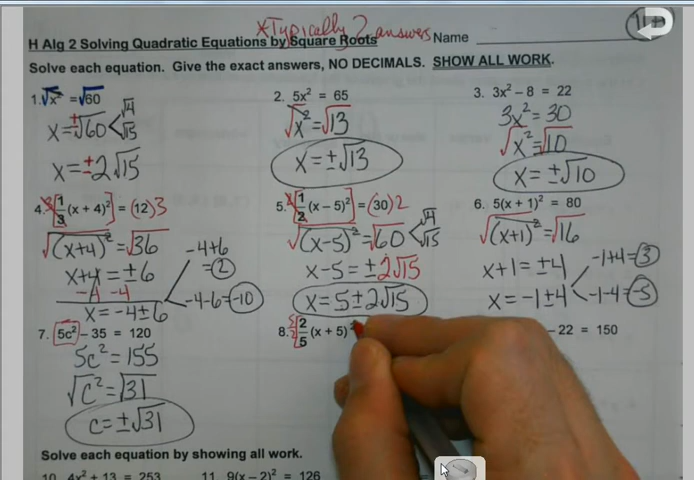 *Typically 2 answers
H Alg 2 Solving Quadratic Equations by Square Roots Name
Solve each equation. Give the exact answers, NO DECIMALS. SHOW ALL WORK.
1. √x² = √60
x = ±√60 √4 √15
x = ±2√15
2. 5x² = 65
√x² = √13
x = ±√13
3. 3x² – 8 = 22
3x² = 30
√x² = √10
x = ±√10
4. 3[1/3 (x + 4)²] = (12)3
√(x+4)² = √36
x+4 = ±6
-4 -4
x = -4±6
-4+6 = 2
-4-6 = -10
5. 2[1/2 (x – 5)²] = (30)2
√(x-5)² = √60 √4 √15
x-5 = ±2√15
x = 5±2√15
6. 5(x + 1)² = 80
√(x+1)² = √16
x+1 = ±4
x = -1±4
-1+4 = 3
-1-4 = -5
7. 5c² – 35 = 120
5c² = 155
√c² = √31
c = ±√31
8. 5/2[2/5 (x + 5)
- 22 = 150
Solve each equation by showing all work.
10. 4x² + 13 = 253 11. 9(x – 2)² = 126